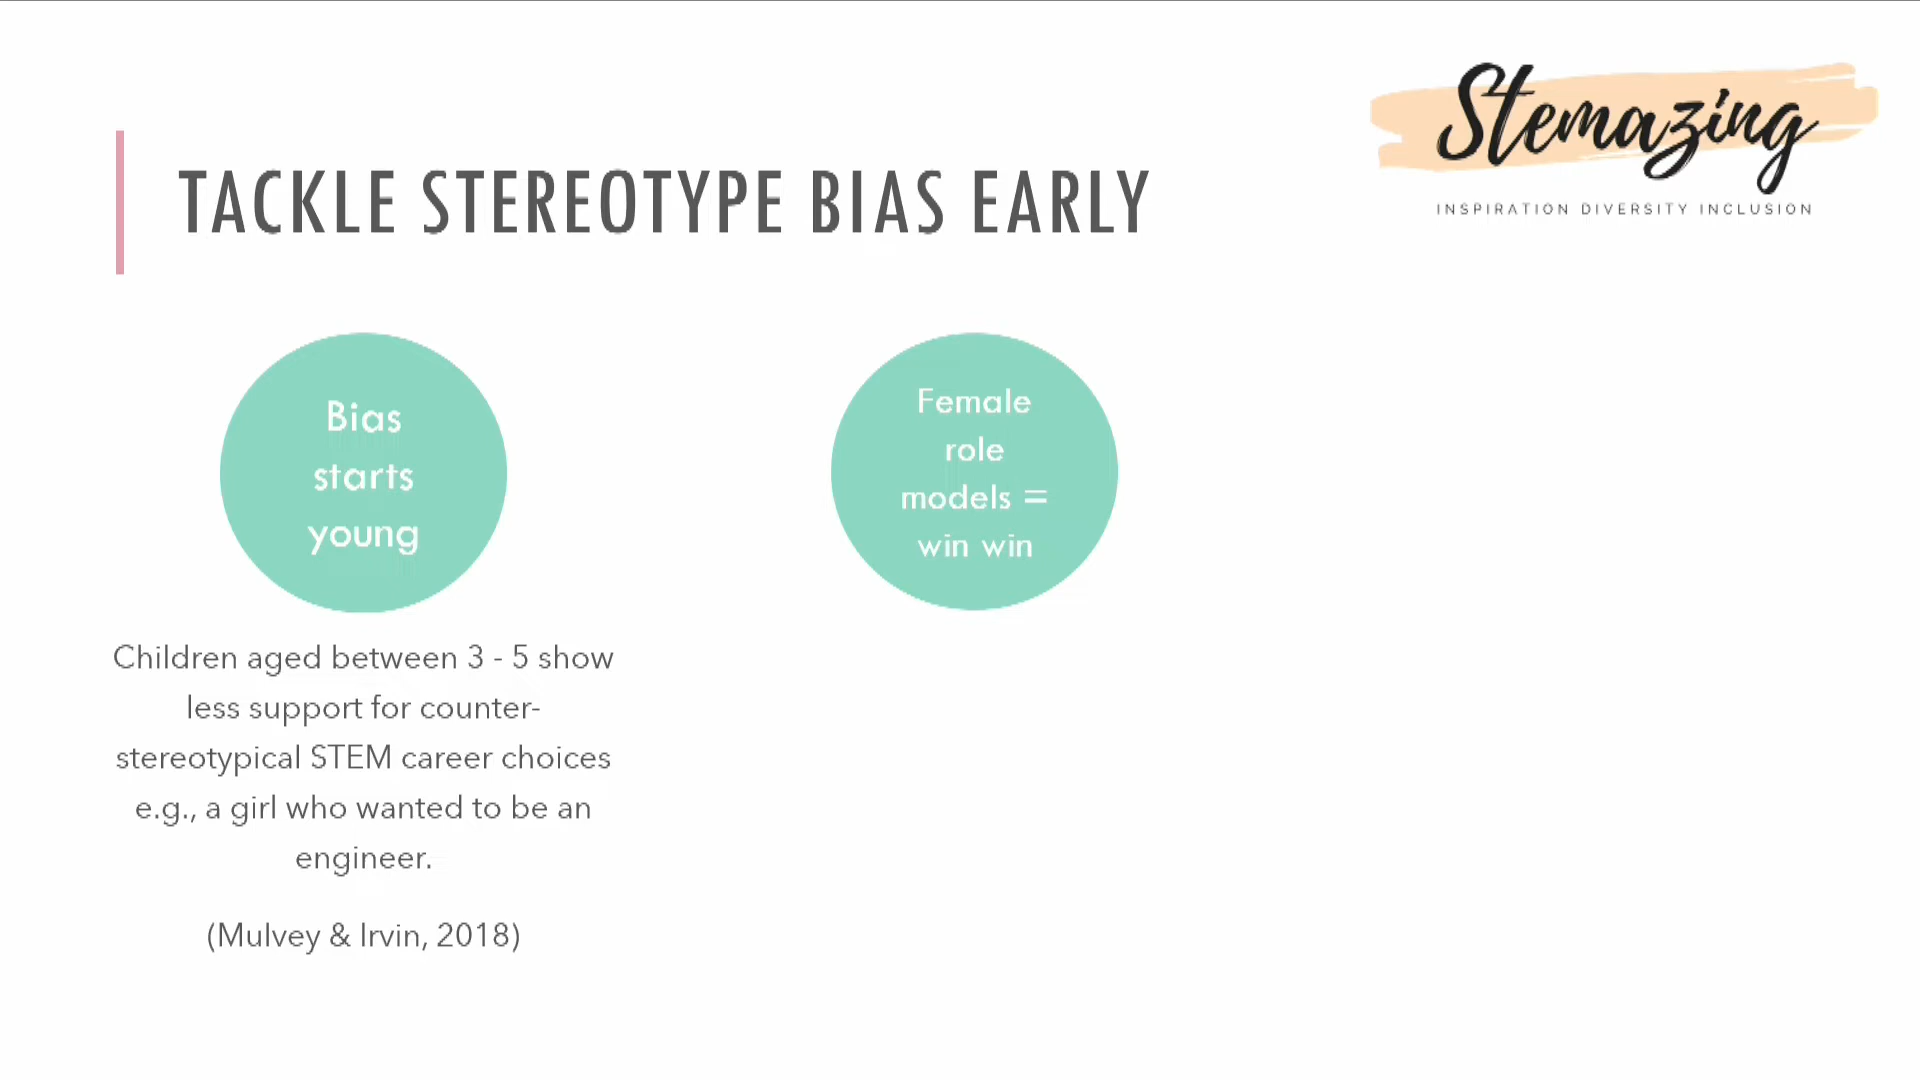 Stemazing
INSPIRATION DIVERSITY INCLUSION
TACKLE STEREOTYPE BIAS EARLY
Bias
starts
young
Children aged between 3 - 5 show
less support for counter-
stereotypical STEM career choices
e.g., a girl who wanted to be an
engineer.
(Mulvey & Irvin, 2018)
Female
role
models =
win win